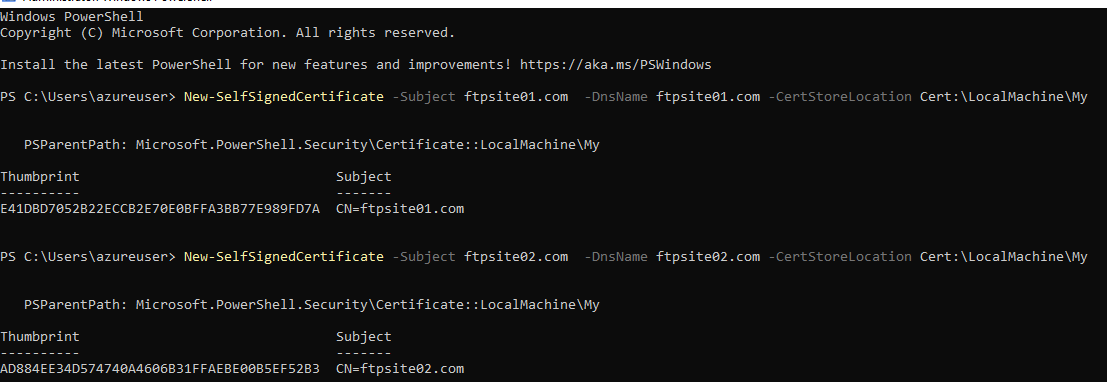 Windows PowerShell
Copyright (C) Microsoft Corporation. All rights reserved.
Install the latest PowerShell for new features and improvements! https://aka.ms/PSWindows
PS C:\Users\azureuser> New-SelfSignedCertificate -Subject ftpsite01.com  -DnsName ftpsite01.com -CertStoreLocation Cert:\LocalMachine\My
PSParentPath: Microsoft.PowerShell.Security\Certificate::LocalMachine\My
Thumbprint                                Subject
----------                                -------
E41DBD7052B22ECCB2E70E0BFFA3BB77E989FD7A  CN=ftpsite01.com
PS C:\Users\azureuser> New-SelfSignedCertificate -Subject ftpsite02.com  -DnsName ftpsite02.com -CertStoreLocation Cert:\LocalMachine\My
PSParentPath: Microsoft.PowerShell.Security\Certificate::LocalMachine\My
Thumbprint                                Subject
----------                                -------
AD884EE34D574740A4606B31FFAEBE00B5EF52B3  CN=ftpsite02.com